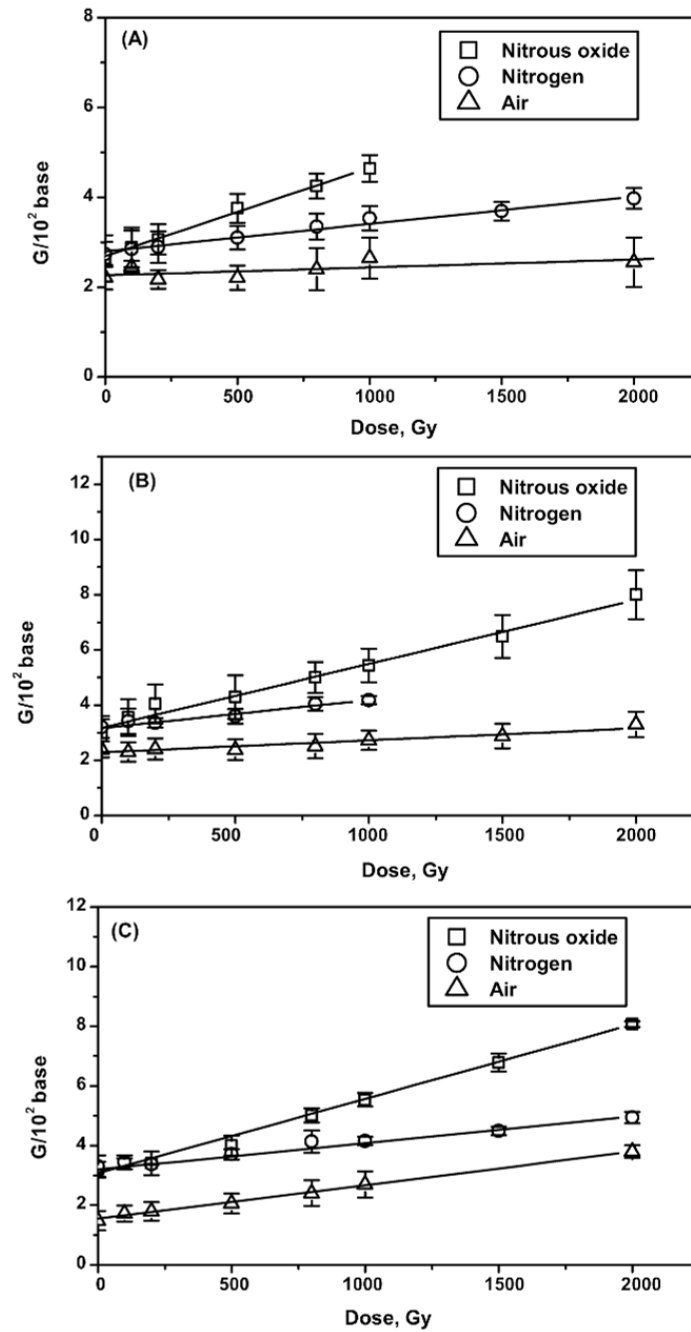 (A)
Nitrous oxide
Nitrogen
Air
8
6
4
2
0
G/10² base
0 500 1000 1500 2000
Dose, Gy
(B)
Nitrous oxide
Nitrogen
Air
12
10
8
6
4
2
0
G/10² base
0 500 1000 1500 2000
Dose, Gy
(C)
Nitrous oxide
Nitrogen
Air
12
10
8
6
4
2
0
G/10² base
0 500 1000 1500 2000
Dose, Gy